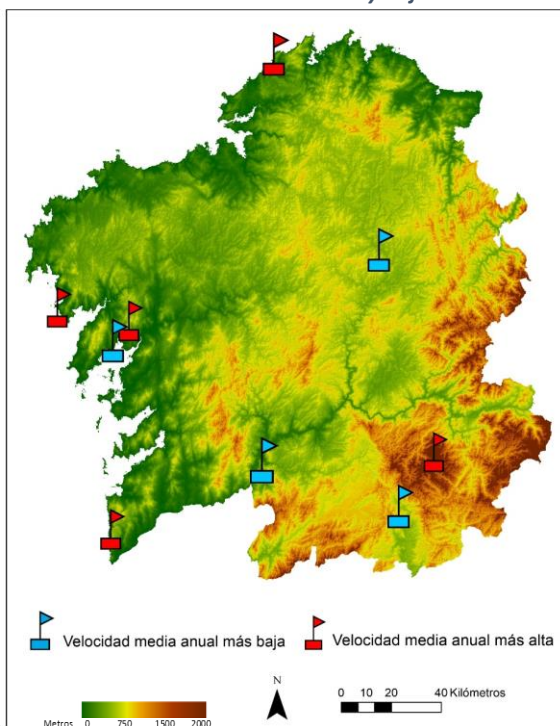 Velocidad media anual más baja
Velocidad media anual más alta
N
Metros 0 750 1500 2000
0 10 20 40 Kilómetros